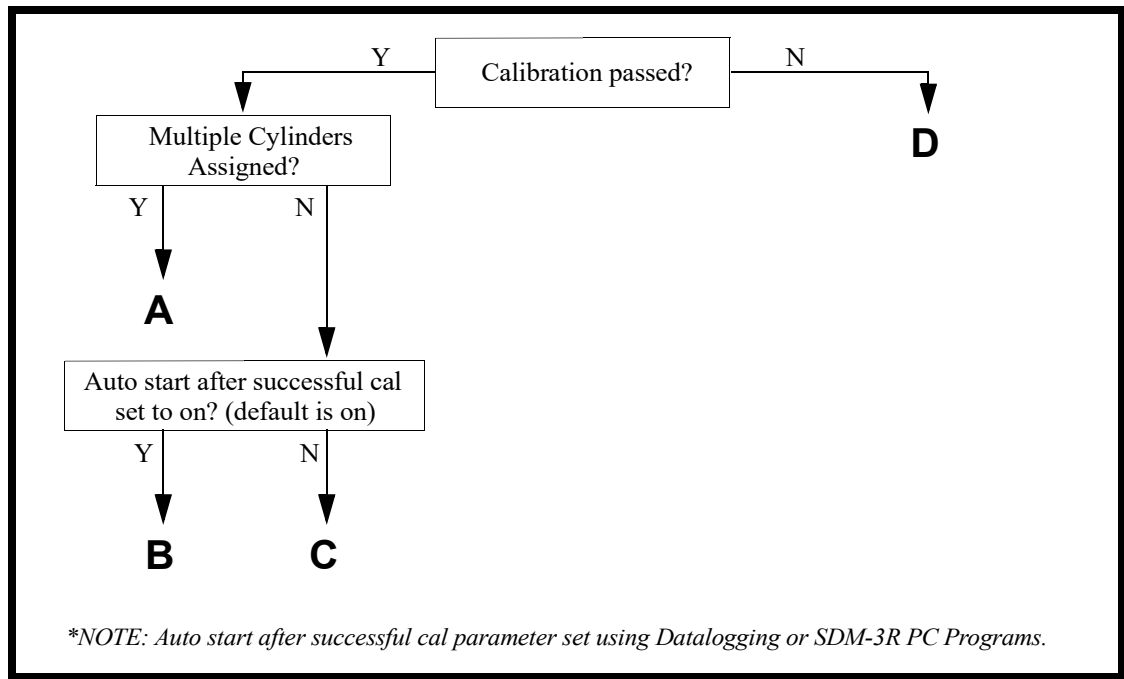 Y
Calibration passed?
N
Multiple Cylinders
Assigned?
D
Y
N
A
Auto start after successful cal
set to on? (default is on)
Y
N
B
C
*NOTE: Auto start after successful cal parameter set using Datalogging or SDM-3R PC Programs.